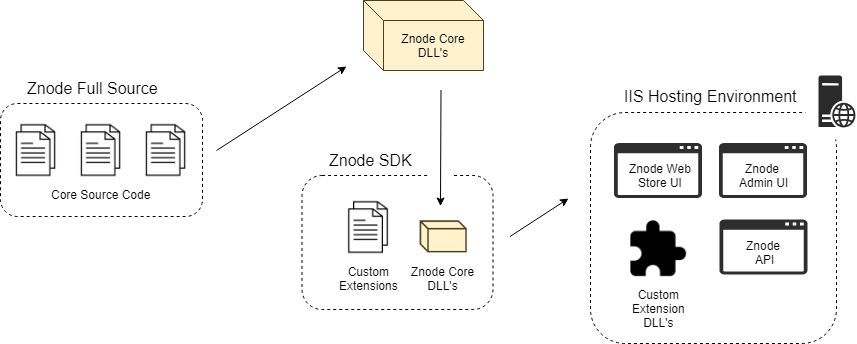 Znode Core
DLL's
Znode Full Source
Core Source Code
Znode SDK
Custom
Extensions
Znode Core
DLL's
IIS Hosting Environment
Znode Web
Store UI
Znode
Admin UI
Custom
Extension
DLL's
Znode
API